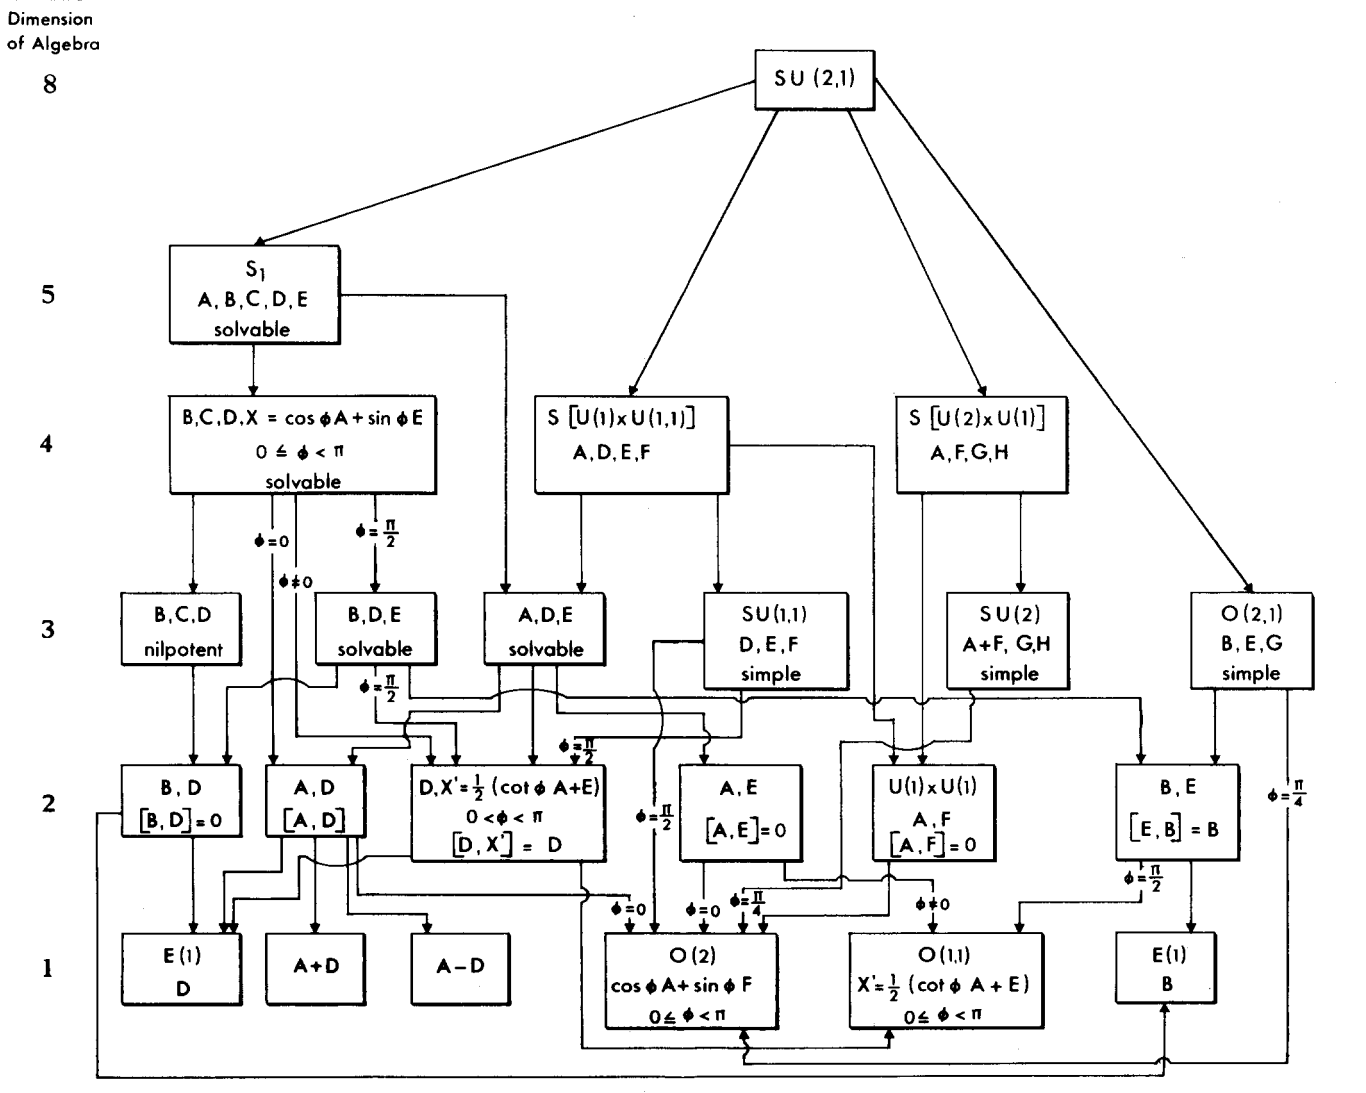 Dimension
of Algebra
8
SU (2,1)
5
S₁
A, B, C, D, E
solvable
4
B,C,D,X = cos ϕ A + sin ϕ E
0 ≤ ϕ < π
solvable
S [U(1)x U(1,1)]
A, D, E, F
S [U(2)x U(1)]
A, F, G, H
ϕ=0
ϕ = π/2
ϕ≠0
3
B, C, D
nilpotent
B, D, E
solvable
A, D, E
solvable
SU(1,1)
D, E, F
simple
SU(2)
A+F, G,H
simple
O(2,1)
B, E, G
simple
ϕ = π/2
ϕ = π/2
2
B, D
[B, D] = 0
A, D
[A, D]
D, X'= 1/2 (cot ϕ A+E)
0 < ϕ < π
[D, X'] = D
ϕ = π/2
A, E
[A,E]=0
U(1) x U(1)
A, F
[A, F] = 0
B, E
[E, B] = B
ϕ = π/4
ϕ=0
ϕ=0
ϕ = π/4
ϕ≠0
ϕ = π/2
1
E(1)
D
A+D
A−D
O(2)
cos ϕ A + sin ϕ F
0 ≤ ϕ < π
O(1,1)
X'= 1/2 (cot ϕ A + E)
0 ≤ ϕ < π
E(1)
B